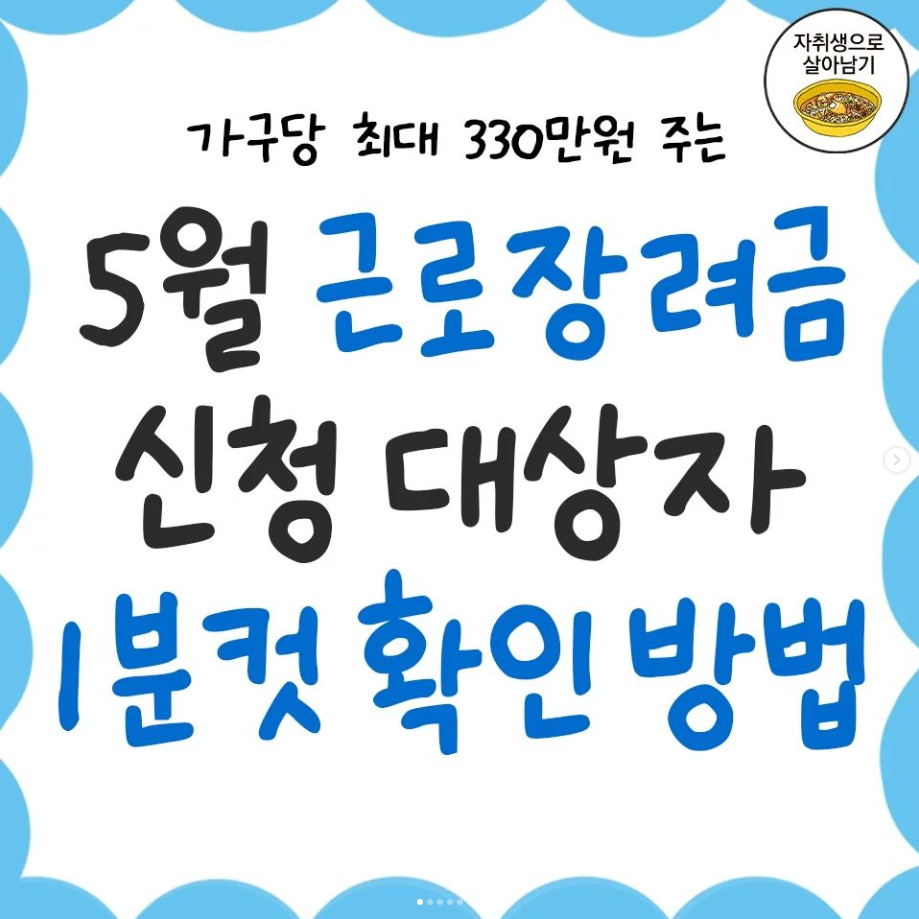 자취생으로
살아남기
가구당 최대 330만원 주는
5월 근로장려금
신청 대상자
1분컷 확인 방법